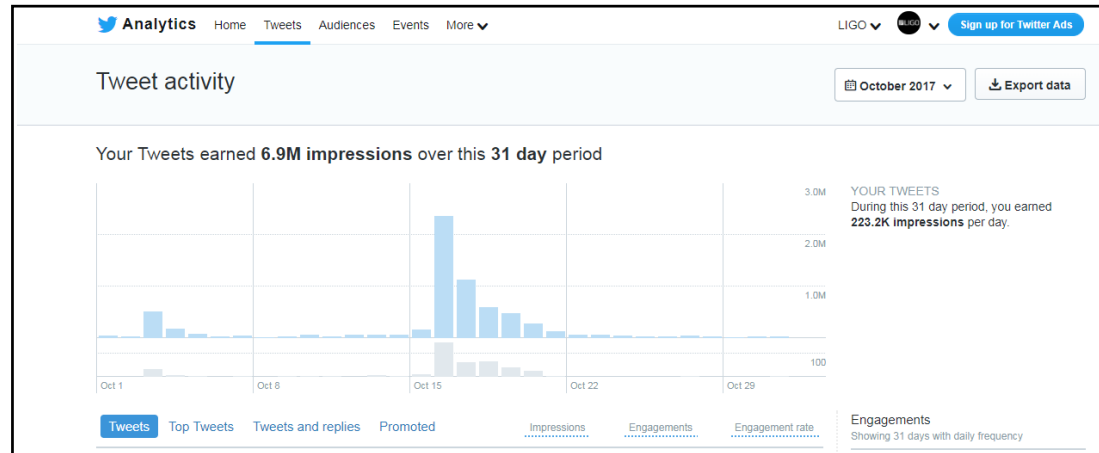 Analytics Home Tweets Audiences Events More LIGO LIGO Sign up for Twitter Ads
Tweet activity October 2017 Export data
Your Tweets earned 6.9M impressions over this 31 day period
3.0M
2.0M
1.0M
100
Oct 1 Oct 8 Oct 15 Oct 22 Oct 29
YOUR TWEETS
During this 31 day period, you earned
223.2K impressions per day.
Tweets Top Tweets Tweets and replies Promoted Impressions Engagements Engagement rate
Engagements
Showing 31 days with daily frequency